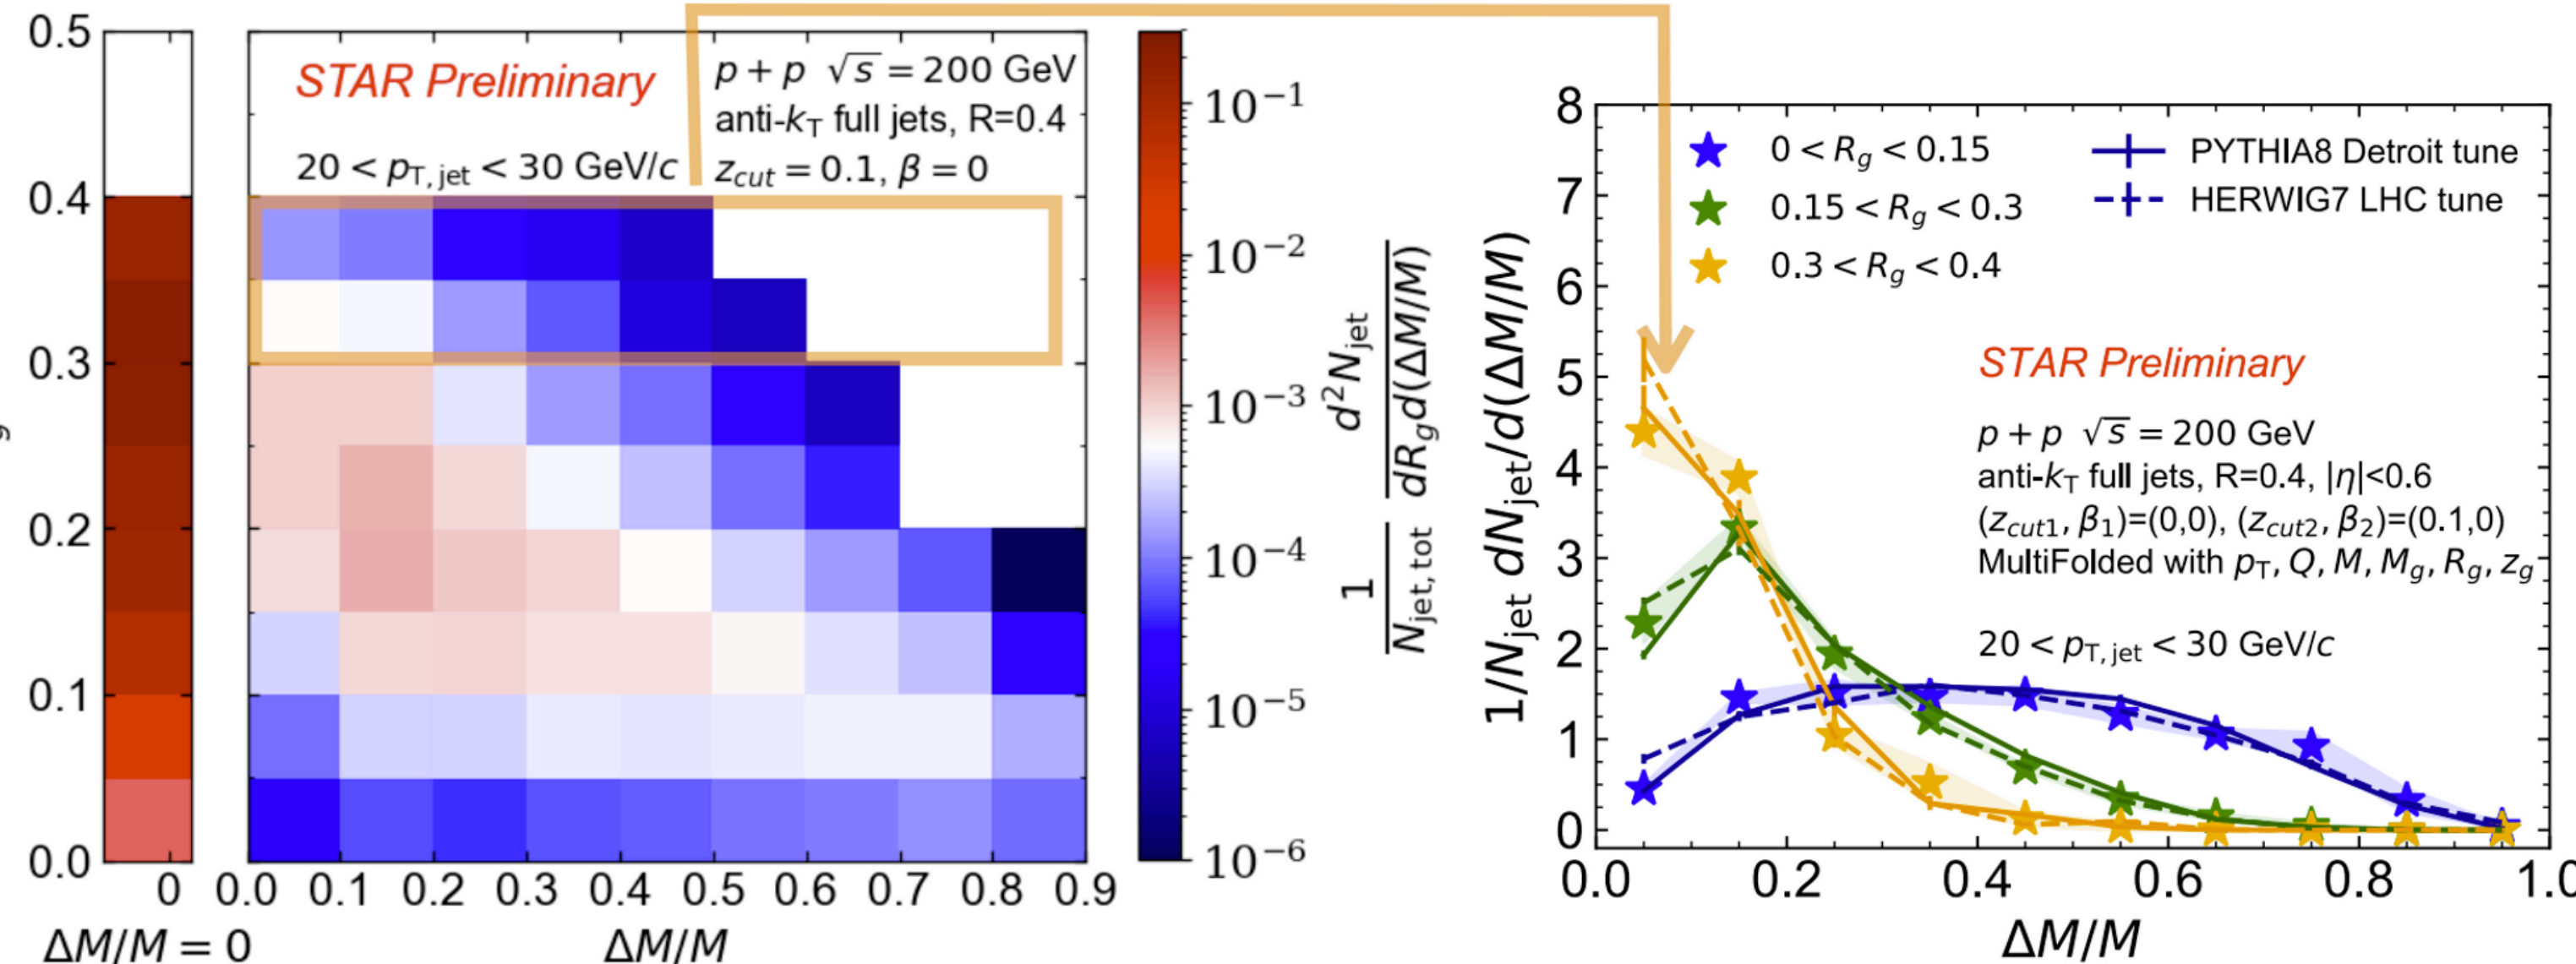 0.5
0.4
0.3
0.2
0.1
0.0
g
0
ΔM/M = 0
STAR Preliminary
20 < p_T, jet < 30 GeV/c
p + p √s = 200 GeV
anti-k_T full jets, R=0.4
z_cut = 0.1, β = 0
0.0 0.1 0.2 0.3 0.4 0.5 0.6 0.7 0.8 0.9
ΔM/M
10^−1
10^−2
10^−3
10^−4
10^−5
10^−6
1/N_jet, tot d²N_jet/dR_g d(ΔM/M)
1/N_jet dN_jet/d(ΔM/M)
8
7
6
5
4
3
2
1
0
0 < R_g < 0.15
0.15 < R_g < 0.3
0.3 < R_g < 0.4
PYTHIA8 Detroit tune
HERWIG7 LHC tune
STAR Preliminary
p + p √s = 200 GeV
anti-k_T full jets, R=0.4, |η|<0.6
(z_cut1, β_1)=(0,0), (z_cut2, β_2)=(0.1,0)
MultiFolded with p_T, Q, M, M_g, R_g, z_g
20 < p_T, jet < 30 GeV/c
0.0 0.2 0.4 0.6 0.8 1.0
ΔM/M